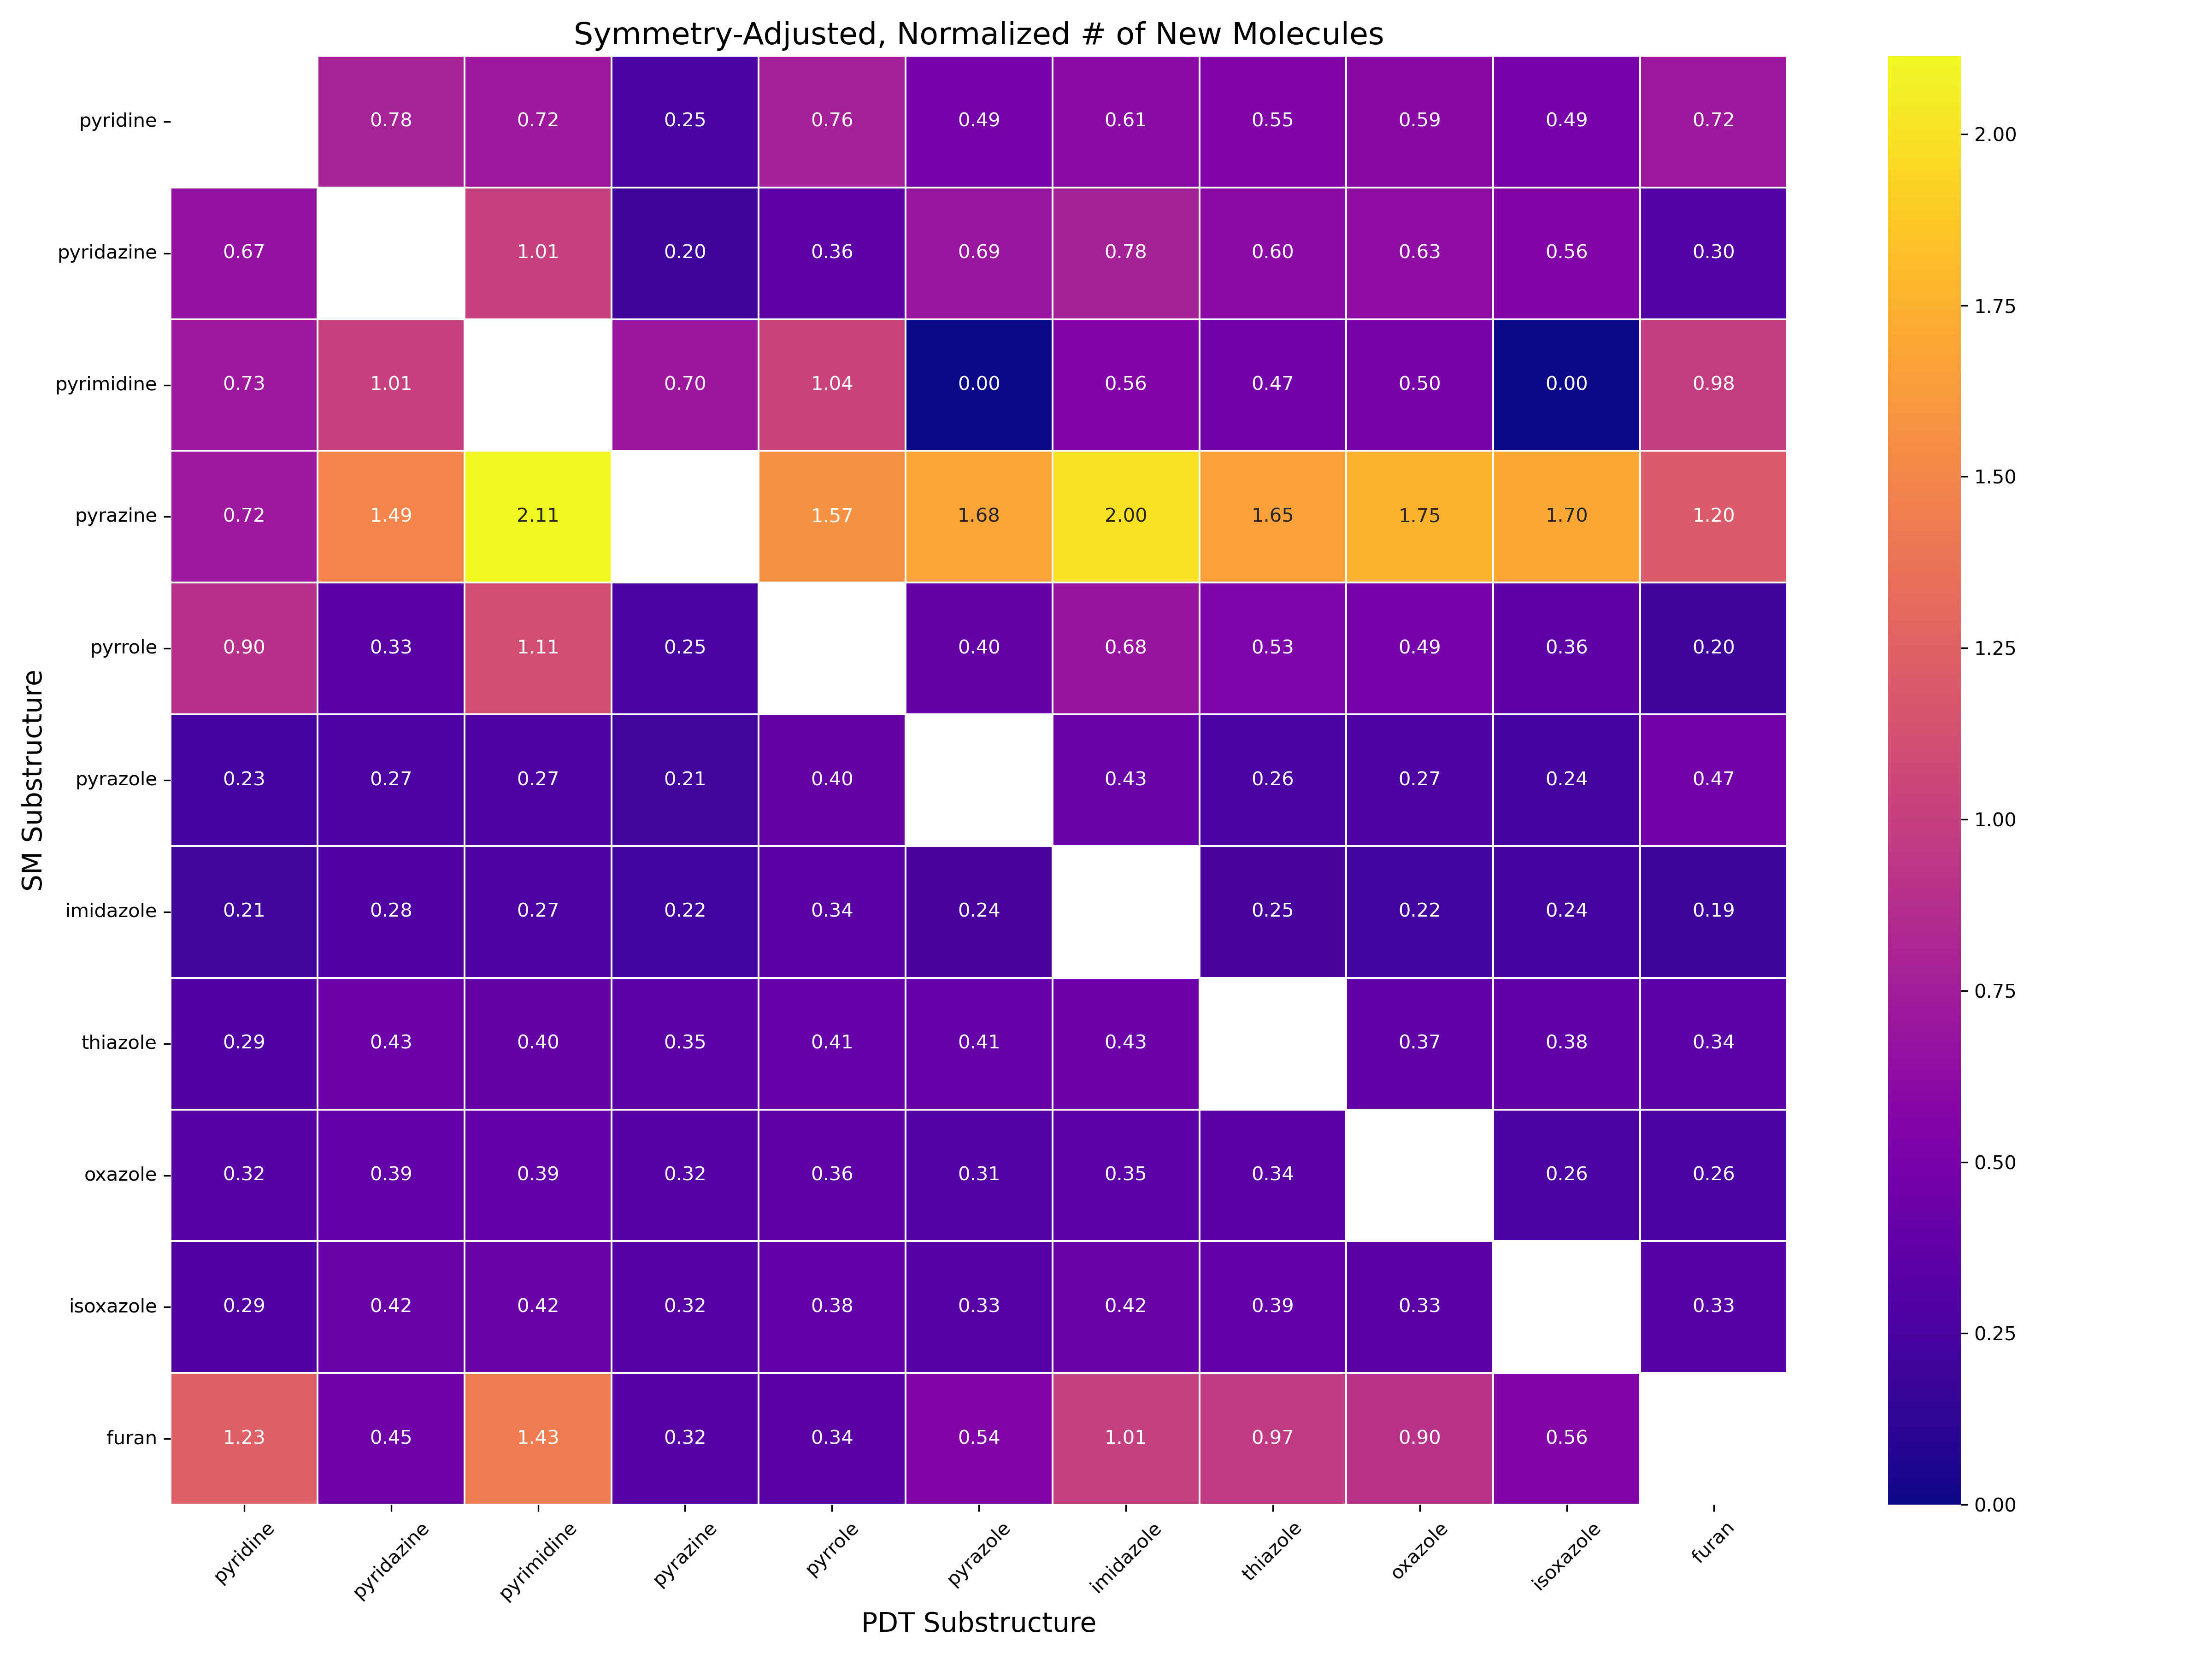 Symmetry-Adjusted, Normalized # of New Molecules
SM Substructure
pyridine 0.78 0.72 0.25 0.76 0.49 0.61 0.55 0.59 0.49 0.72
pyridazine 0.67 1.01 0.20 0.36 0.69 0.78 0.60 0.63 0.56 0.30
pyrimidine 0.73 1.01 0.70 1.04 0.00 0.56 0.47 0.50 0.00 0.98
pyrazine 0.72 1.49 2.11 1.57 1.68 2.00 1.65 1.75 1.70 1.20
pyrrole 0.90 0.33 1.11 0.25 0.40 0.68 0.53 0.49 0.36 0.20
pyrazole 0.23 0.27 0.27 0.21 0.40 0.43 0.26 0.27 0.24 0.47
imidazole 0.21 0.28 0.27 0.22 0.34 0.24 0.25 0.22 0.24 0.19
thiazole 0.29 0.43 0.40 0.35 0.41 0.41 0.43 0.37 0.38 0.34
oxazole 0.32 0.39 0.39 0.32 0.36 0.31 0.35 0.34 0.26 0.26
isoxazole 0.29 0.42 0.42 0.32 0.38 0.33 0.42 0.39 0.33 0.33
furan 1.23 0.45 1.43 0.32 0.34 0.54 1.01 0.97 0.90 0.56
pyridine pyridazine pyrimidine pyrazine pyrrole pyrazole imidazole thiazole oxazole isoxazole furan
PDT Substructure
2.00
1.75
1.50
1.25
1.00
0.75
0.50
0.25
0.00